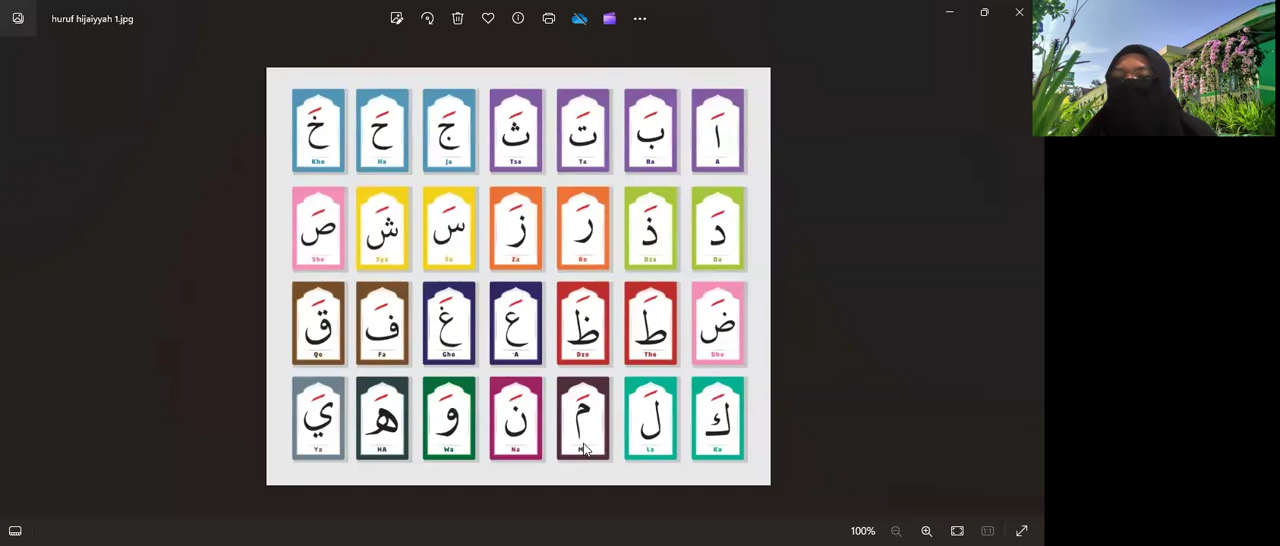 huruf hijaiyyah 1.jpg
اَ بَ تَ ثَ جَ حَ خَ
A Ba Ta Tsa Ja Ha Kho
دَ ذَ رَ زَ سَ شَ صَ
Da Dza Ro Za Sa Sya Sho
ضَ طَ ظَ عَ غَ فَ قَ
Dho Tho Dzo 'A Gho Fa Qo
كَ لَ مَ نَ وَ هَ يَ
Ka La Na Wa HA Ya
100%